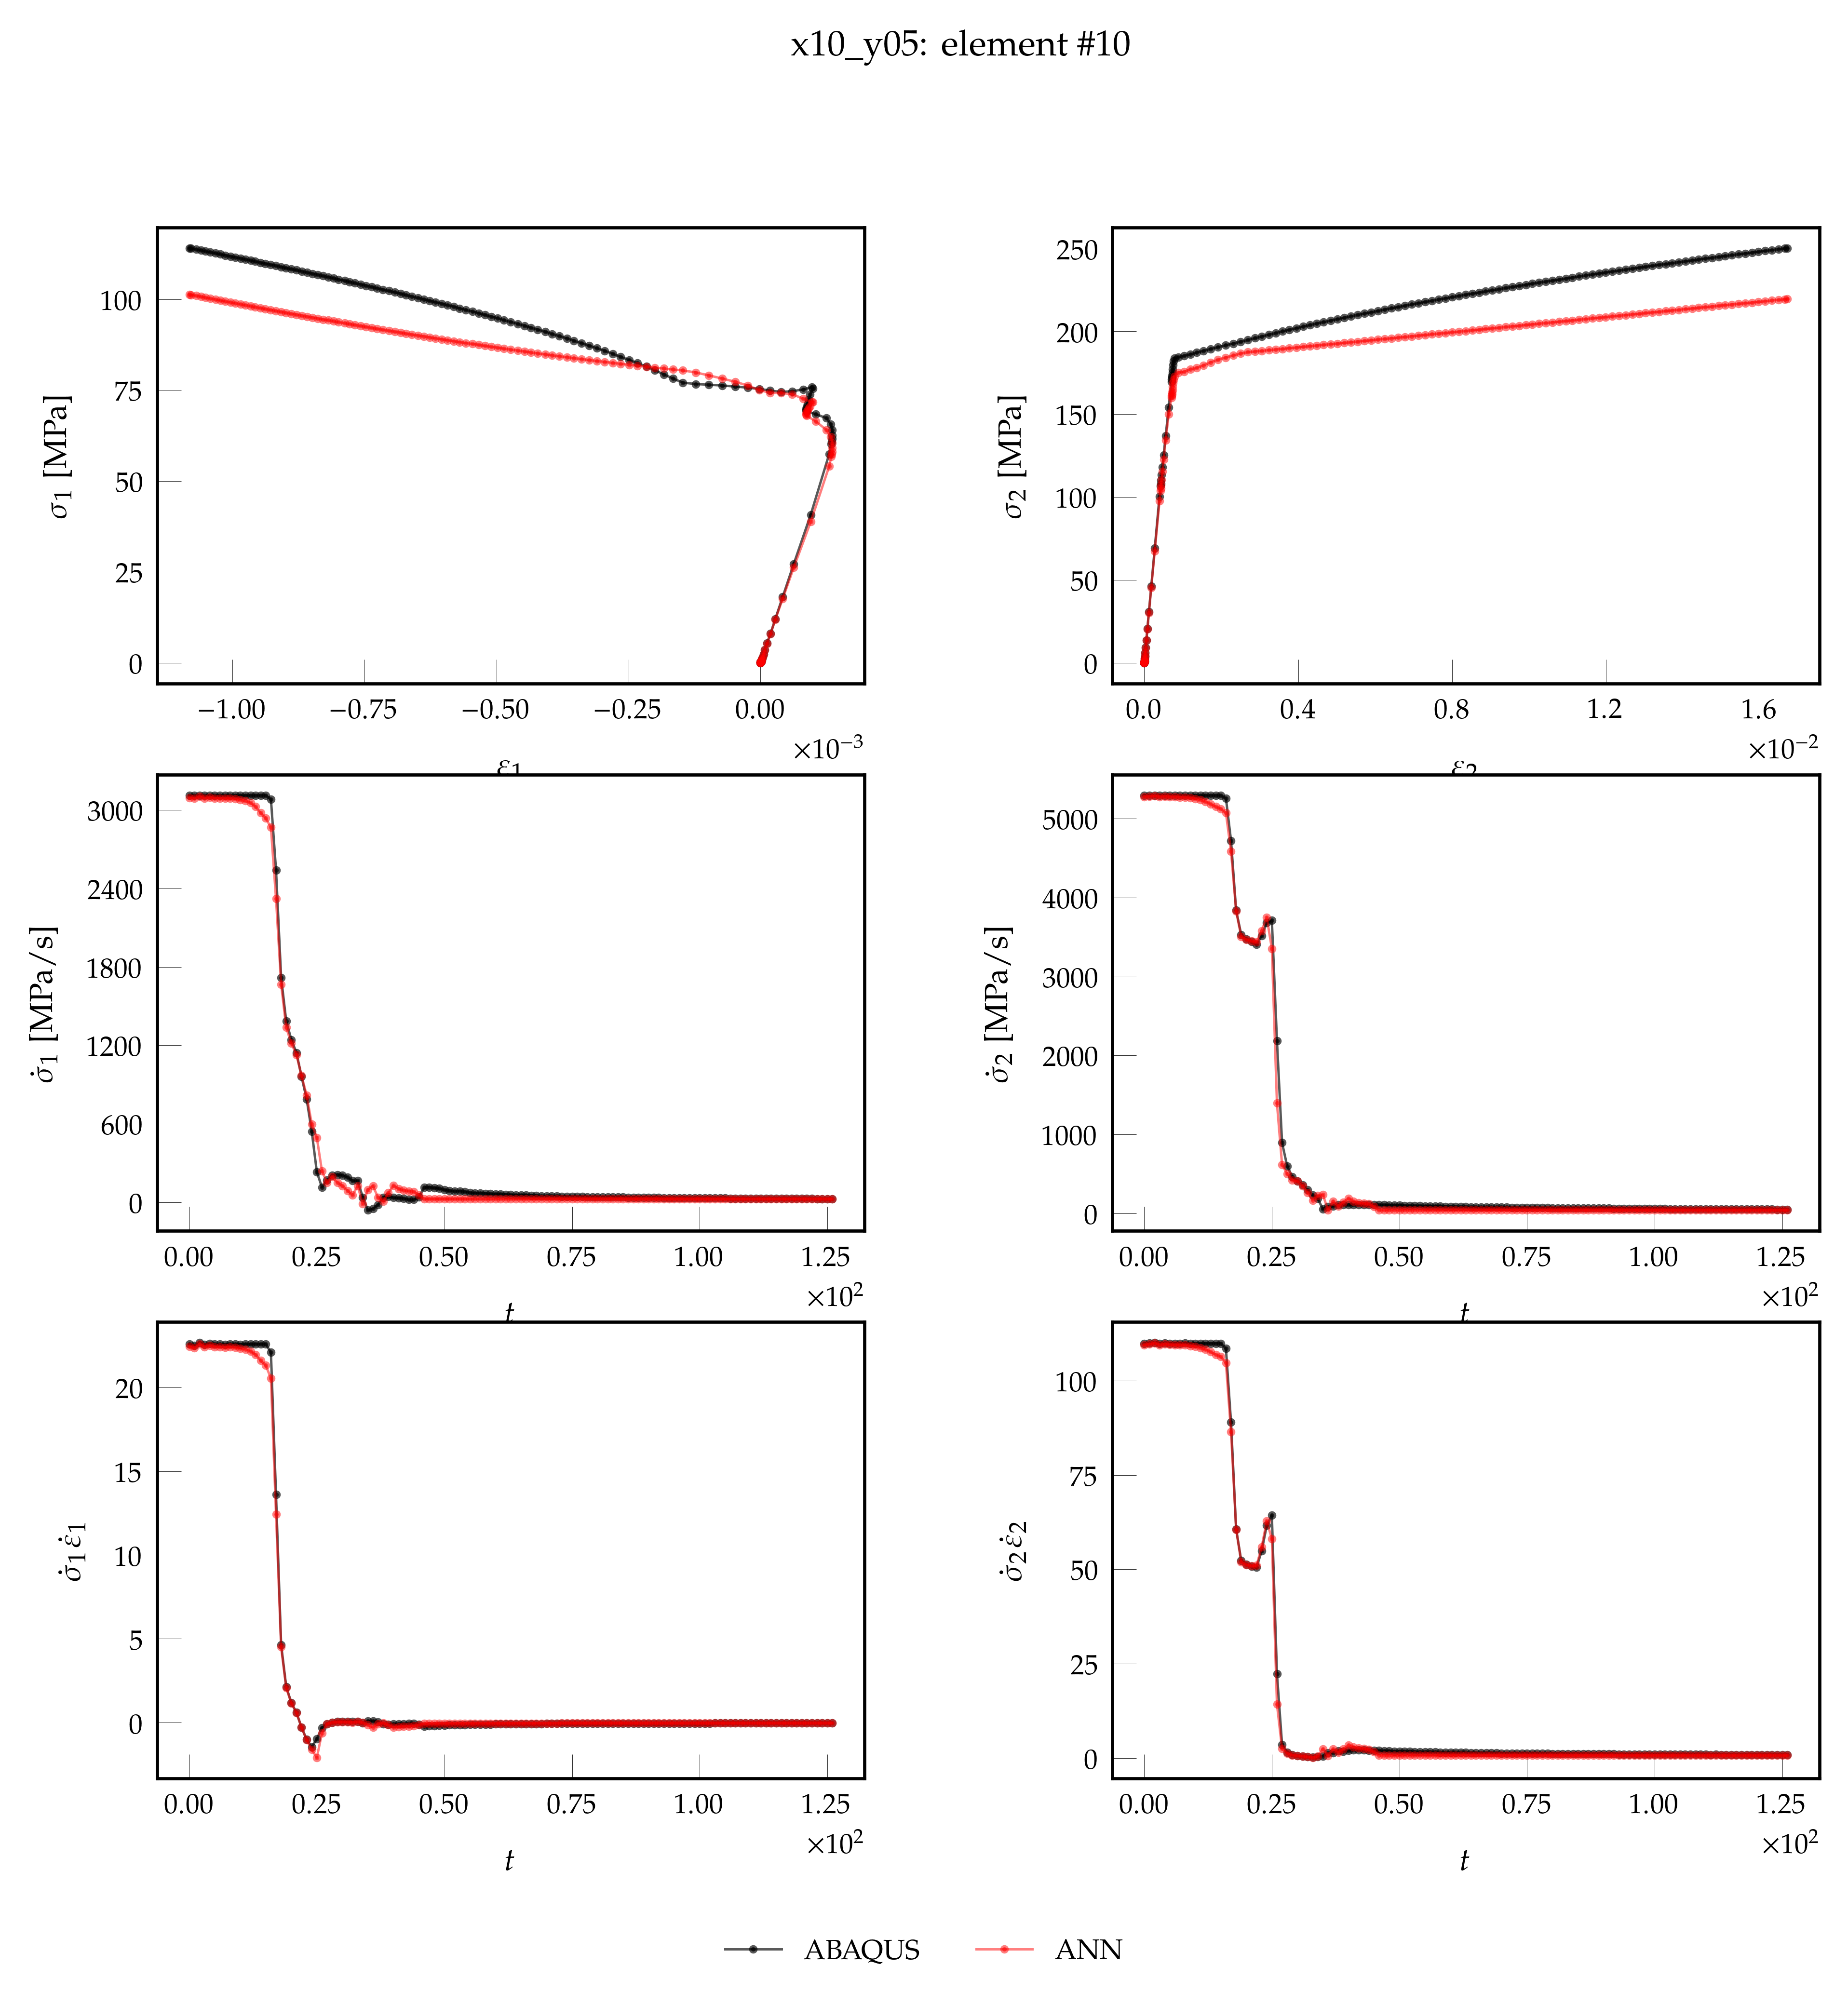 x10_y05: element #10
σ₁ [MPa]
100
75
50
25
0
−1.00 −0.75 −0.50 −0.25 0.00
×10⁻³
ε₁
σ₂ [MPa]
250
200
150
100
50
0
0.0 0.4 0.8 1.2 1.6
×10⁻²
ε₂
σ̇₁ [MPa/s]
3000
2400
1800
1200
600
0
0.00 0.25 0.50 0.75 1.00 1.25
×10²
t
σ̇₂ [MPa/s]
5000
4000
3000
2000
1000
0
0.00 0.25 0.50 0.75 1.00 1.25
×10²
t
σ̇₁ε̇₁
20
15
10
5
0
0.00 0.25 0.50 0.75 1.00 1.25
×10²
t
σ̇₂ε̇₂
100
75
50
25
0
0.00 0.25 0.50 0.75 1.00 1.25
×10²
t
ABAQUS ANN